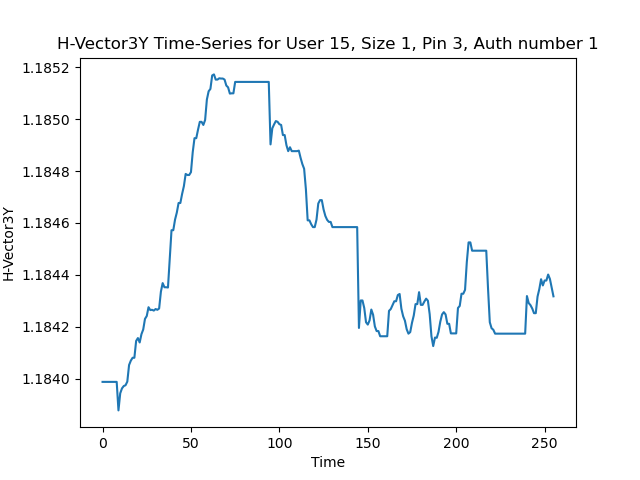 H-Vector3Y Time-Series for User 15, Size 1, Pin 3, Auth number 1
1.1852
1.1850
1.1848
1.1846
1.1844
1.1842
1.1840
H-Vector3Y
0 50 100 150 200 250
Time